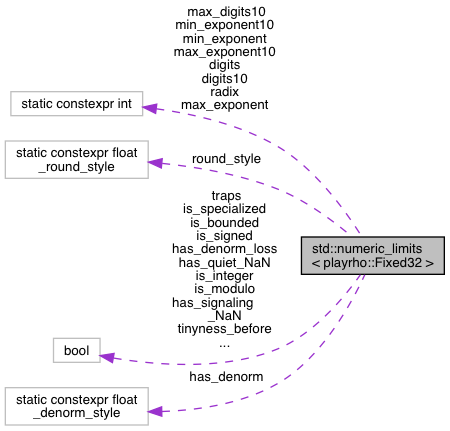 max_digits10
min_exponent10
min_exponent
max_exponent10
digits
digits10
radix
max_exponent
static constexpr int
static constexpr float
_round_style
round_style
traps
is_specialized
is_bounded
is_signed
has_denorm_loss
has_quiet_NaN
is_integer
is_modulo
has_signaling
_NaN
tinyness_before
...
std::numeric_limits
< playrho::Fixed32 >
bool
has_denorm
static constexpr float
_denorm_style